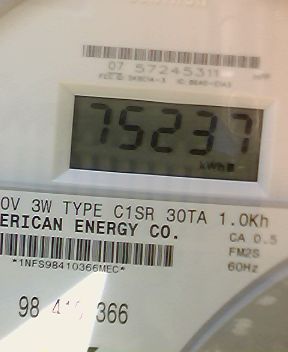 07 57245311
75237
kWh
0V 3W TYPE C1SR 30TA 1.0Kh
ERICAN ENERGY CO.
CA 0.5
FM2S
60Hz
*1NFS98410366MEC*
98 366